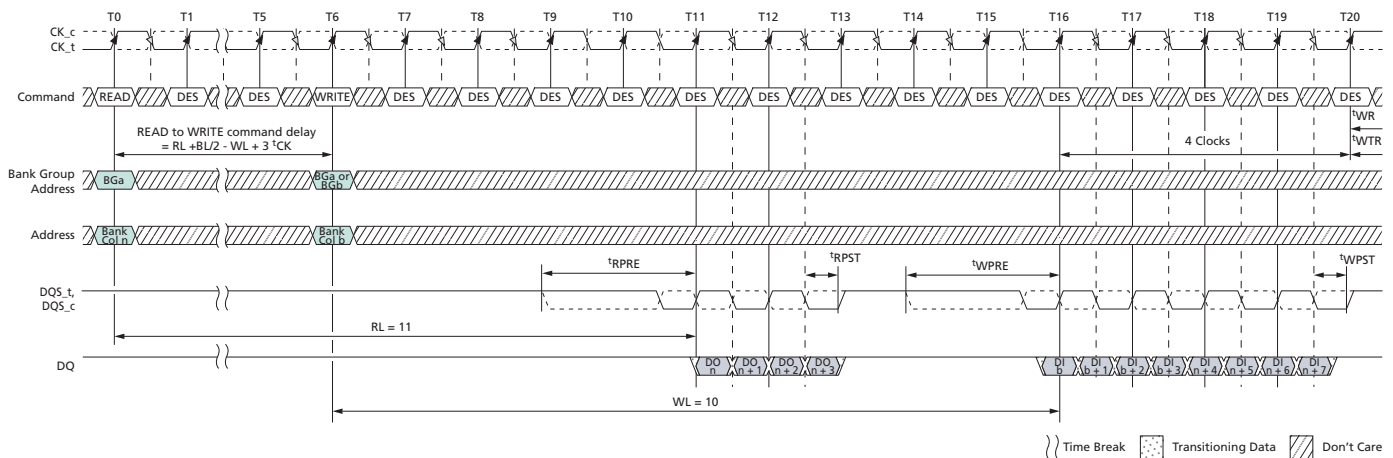 T0 T1 T5 T6 T7 T8 T9 T10 T11 T12 T13 T14 T15 T16 T17 T18 T19 T20
CK_c
CK_t
Command READ DES DES WRITE DES DES DES DES DES DES DES DES DES DES DES DES DES DES
tWR
READ to WRITE command delay
= RL +BL/2 - WL + 3 tCK
4 Clocks
tWTR
Bank Group
Address
BGa
BGa or
BGb
Address
Bank
Col n
Bank
Col b
tRPRE
tRPST
tWPRE
tWPST
DQS_t,
DQS_c
RL = 11
DQ
DO
n
DO
n + 1
DO
n + 2
DO
n + 3
DI
b
DI
b + 1
DI
b + 2
DI
b + 3
DI
n + 4
DI
n + 5
DI
n + 6
DI
n + 7
WL = 10
Time Break Transitioning Data Don't Care